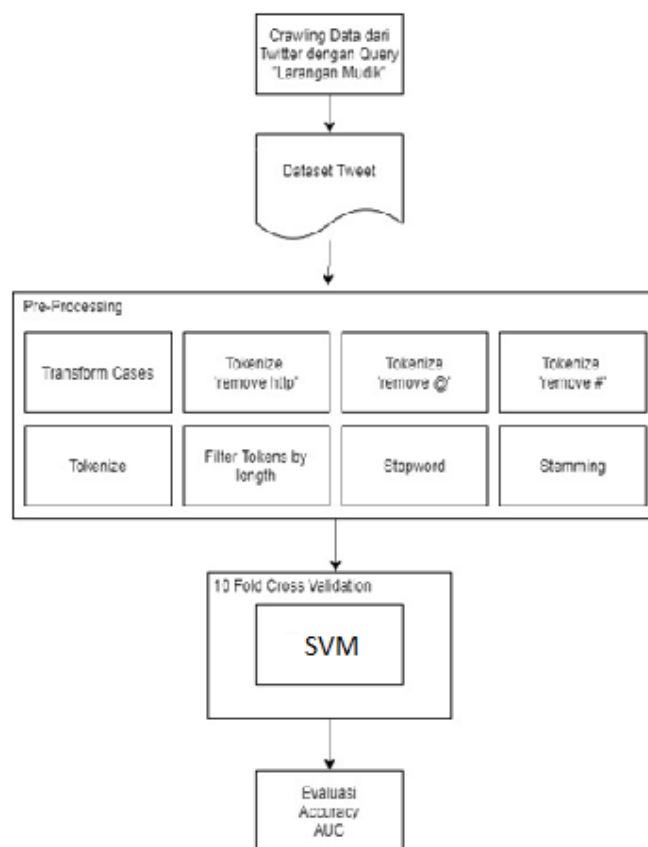 Crawling Data dari
Twitter dengan Query
"Larangan Mudik"
Dataset Tweet
Pre-Processing
Transform Cases
Tokenize
"remove http"
Tokenize
"remove @"
Tokenize
"remove #"
Tokenize
Filter Tokens by
length
Stopword
Stemming
10 Fold Cross Validation
SVM
Evaluasi
Accuracy
AUC